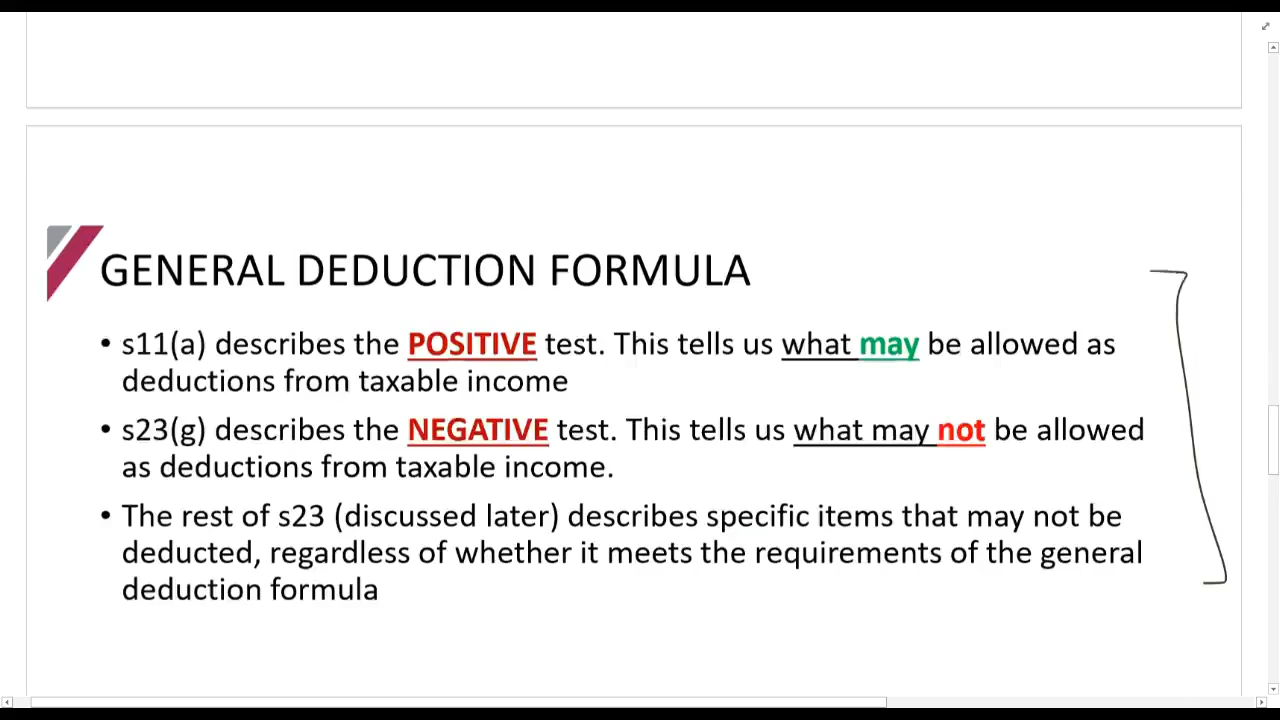 GENERAL DEDUCTION FORMULA
• s11(a) describes the POSITIVE test. This tells us what may be allowed as
deductions from taxable income
• s23(g) describes the NEGATIVE test. This tells us what may not be allowed
as deductions from taxable income.
• The rest of s23 (discussed later) describes specific items that may not be
deducted, regardless of whether it meets the requirements of the general
deduction formula